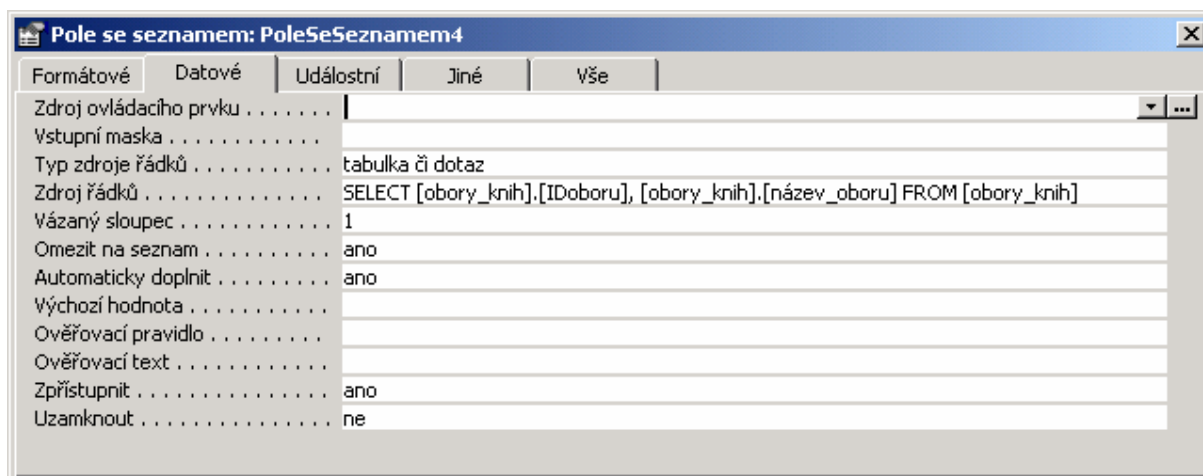 Pole se seznamem: PoleSeSeznamem4
Formátové Datové Událostní Jiné Vše
Zdroj ovládacího prvku . . . . . . .
Vstupní maska . . . . . . . . . . . .
Typ zdroje řádků . . . . . . . . . . tabulka či dotaz
Zdroj řádků . . . . . . . . . . . . . . SELECT [obory_knih].[IDoboru], [obory_knih].[název_oboru] FROM [obory_knih]
Vázaný sloupec . . . . . . . . . . . 1
Omezit na seznam . . . . . . . . . . ano
Automaticky doplnit . . . . . . . . . ano
Výchozí hodnota . . . . . . . . . . .
Ověřovací pravidlo . . . . . . . . .
Ověřovací text . . . . . . . . . . . .
Zpřístupnit . . . . . . . . . . . . . . . ano
Uzamknout . . . . . . . . . . . . . . . ne